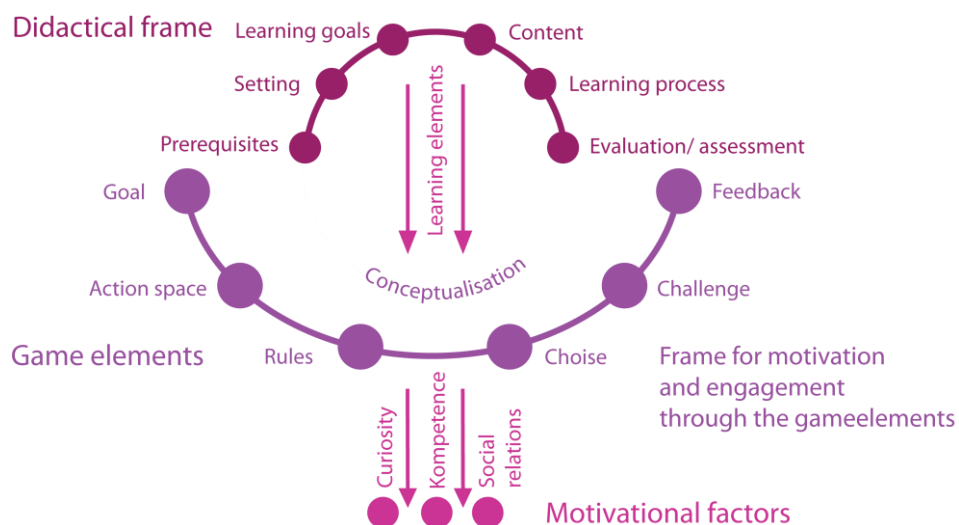 Didactical frame
Learning goals
Content
Setting
Learning process
Prerequisites
Evaluation/ assessment
Learning elements
Goal
Feedback
Conceptualisation
Action space
Challenge
Game elements
Rules
Choise
Frame for motivation
and engagement
through the gameelements
Curiosity
Kompetence
Social
relations
Motivational factors